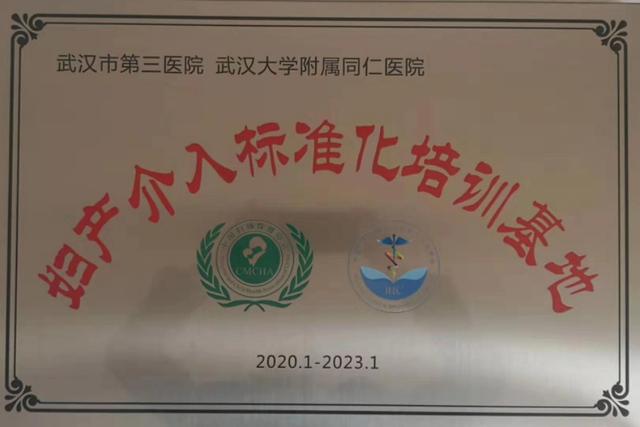 武汉市第三医院 武汉大学附属同仁医院
妇产介入标准化培训基地
CMCHA
2020.1-2023.1